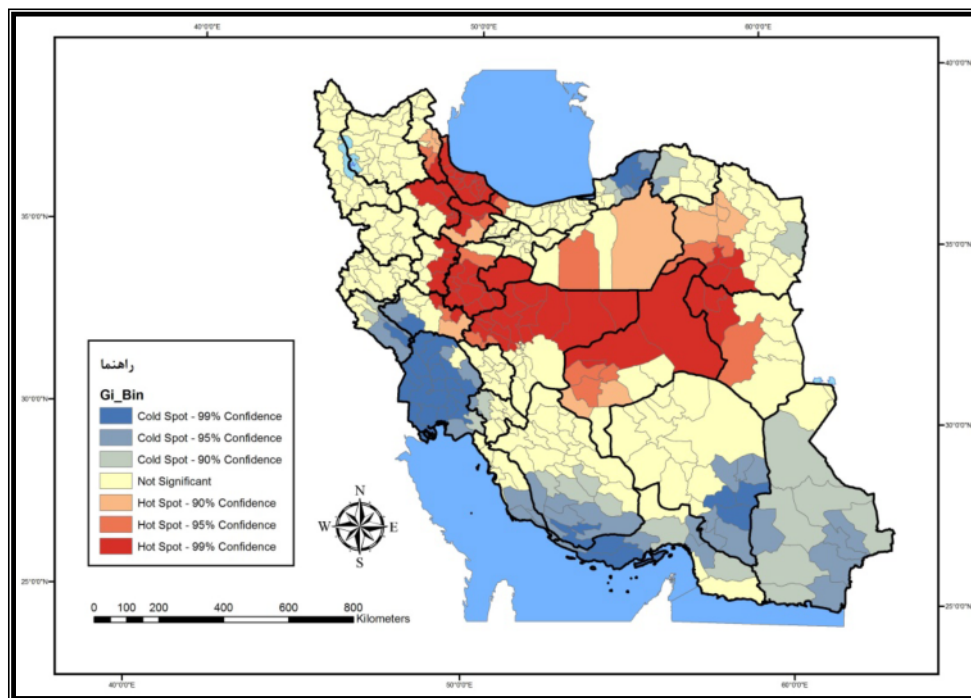 40°0'0"E 50°0'0"E 60°0'0"E
40°0'0"N
35°0'0"N 35°0'0"N
راهنما
Gi_Bin
Cold Spot - 99% Confidence
Cold Spot - 95% Confidence
Cold Spot - 90% Confidence
Not Significant
Hot Spot - 90% Confidence
Hot Spot - 95% Confidence
Hot Spot - 99% Confidence
30°0'0"N 30°0'0"N
N
W E
S
25°0'0"N 25°0'0"N
0 100 200 400 600 800
Kilometers
40°0'0"E 50°0'0"E 60°0'0"E